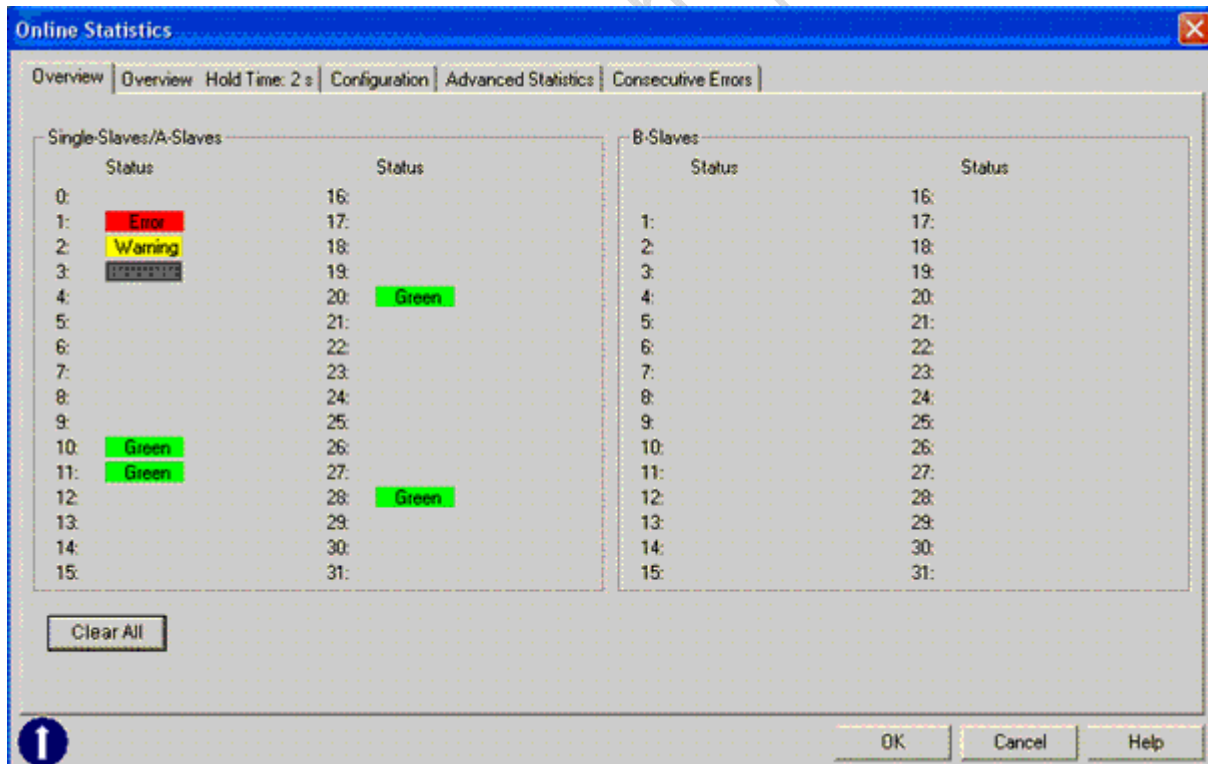 Online Statistics
Overview Overview Hold Time: 2 s Configuration Advanced Statistics Consecutive Errors
Single-Slaves/A-Slaves
Status Status
0: 16:
1: Error 17:
2: Warning 18:
3: 19:
4: 20: Green
5: 21:
6: 22:
7: 23:
8: 24:
9: 25:
10: Green 26:
11: Green 27:
12: 28: Green
13: 29:
14: 30:
15: 31:
B-Slaves
Status Status
16:
1: 17:
2: 18:
3: 19:
4: 20:
5: 21:
6: 22:
7: 23:
8: 24:
9: 25:
10: 26:
11: 27:
12: 28:
13: 29:
14: 30:
15: 31:
Clear All
OK Cancel Help